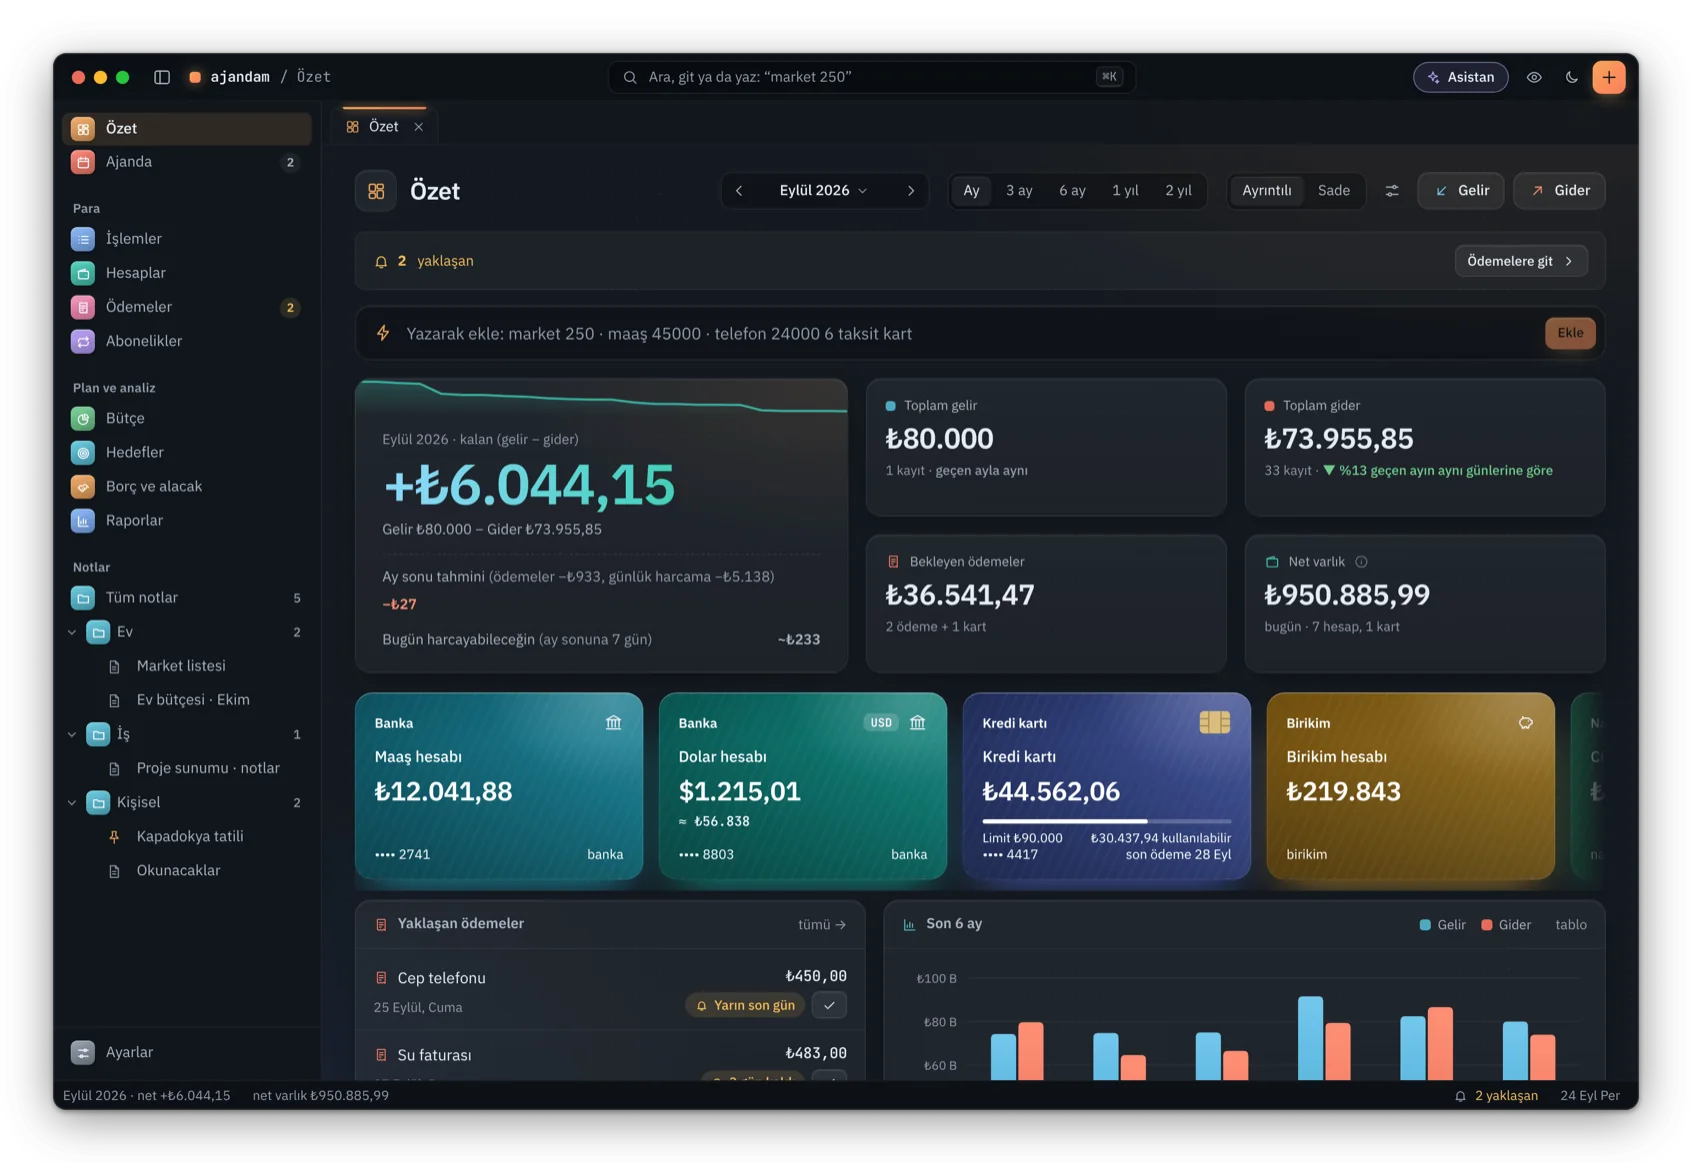 ajandam / Özet
Ara, git ya da yaz: “market 250”
⌘K
Asistan
Özet
Ajanda 2
Para
İşlemler
Hesaplar
Ödemeler 2
Abonelikler
Plan ve analiz
Bütçe
Hedefler
Borç ve alacak
Raporlar
Notlar
Tüm notlar 5
Ev 2
Market listesi
Ev bütçesi · Ekim
İş 1
Proje sunumu · notlar
Kişisel 2
Kapadokya tatili
Okunacaklar
Ayarlar
Özet
Özet
Eylül 2026
Ay 3 ay 6 ay 1 yıl 2 yıl
Ayrıntılı Sade
Gelir
Gider
2 yaklaşan
Ödemelere git
Yazarak ekle: market 250 · maaş 45000 · telefon 24000 6 taksit kart
Ekle
Eylül 2026 · kalan (gelir – gider)
+₺6.044,15
Gelir ₺80.000 – Gider ₺73.955,85
Ay sonu tahmini (ödemeler −₺933, günlük harcama −₺5.138)
−₺27
Bugün harcayabileceğin (ay sonuna 7 gün) ~₺233
Toplam gelir
₺80.000
1 kayıt · geçen ayla aynı
Toplam gider
₺73.955,85
33 kayıt · ▼ %13 geçen ayın aynı günlerine göre
Bekleyen ödemeler
₺36.541,47
2 ödeme + 1 kart
Net varlık
₺950.885,99
bugün · 7 hesap, 1 kart
Banka
Maaş hesabı
₺12.041,88
•••• 2741 banka
Banka USD
Dolar hesabı
$1.215,01
≈ ₺56.838
•••• 8803 banka
Kredi kartı
Kredi kartı
₺44.562,06
Limit ₺90.000 ₺30.437,94 kullanılabilir
•••• 4417 son ödeme 28 Eyl
Birikim
Birikim hesabı
₺219.843
birikim
Yaklaşan ödemeler tümü →
Cep telefonu ₺450,00
25 Eylül, Cuma Yarın son gün
Su faturası ₺483,00
Son 6 ay Gelir Gider tablo
₺100 B
₺80 B
₺60 B
Eylül 2026 · net +₺6.044,15 net varlık ₺950.885,99
2 yaklaşan 24 Eyl Per